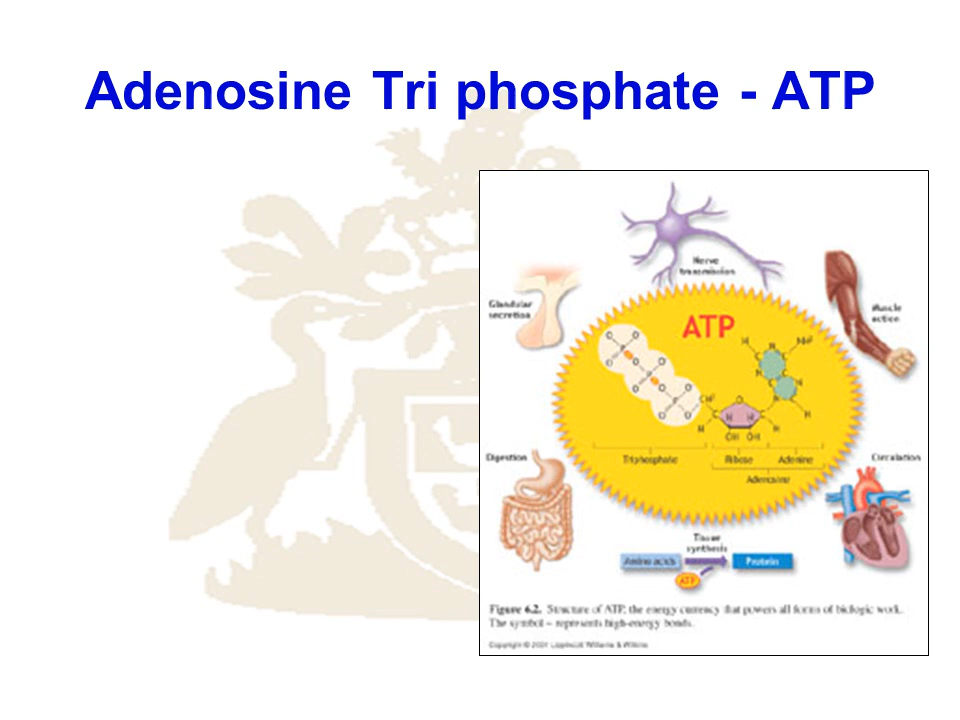 Adenosine Tri phosphate - ATP
Nerve
transmission
Glandular
secretion
Muscle
action
ATP
Triphosphate
Ribose
Adenine
Adenosine
Digestion
Circulation
Tissue
synthesis
Amino acids
Protein
ATP
Figure 6.2. Structure of ATP, the energy currency that powers all forms of biologic work.
The symbol ~ represents high-energy bonds.
Copyright © 2001 Lippincott Williams & Wilkins